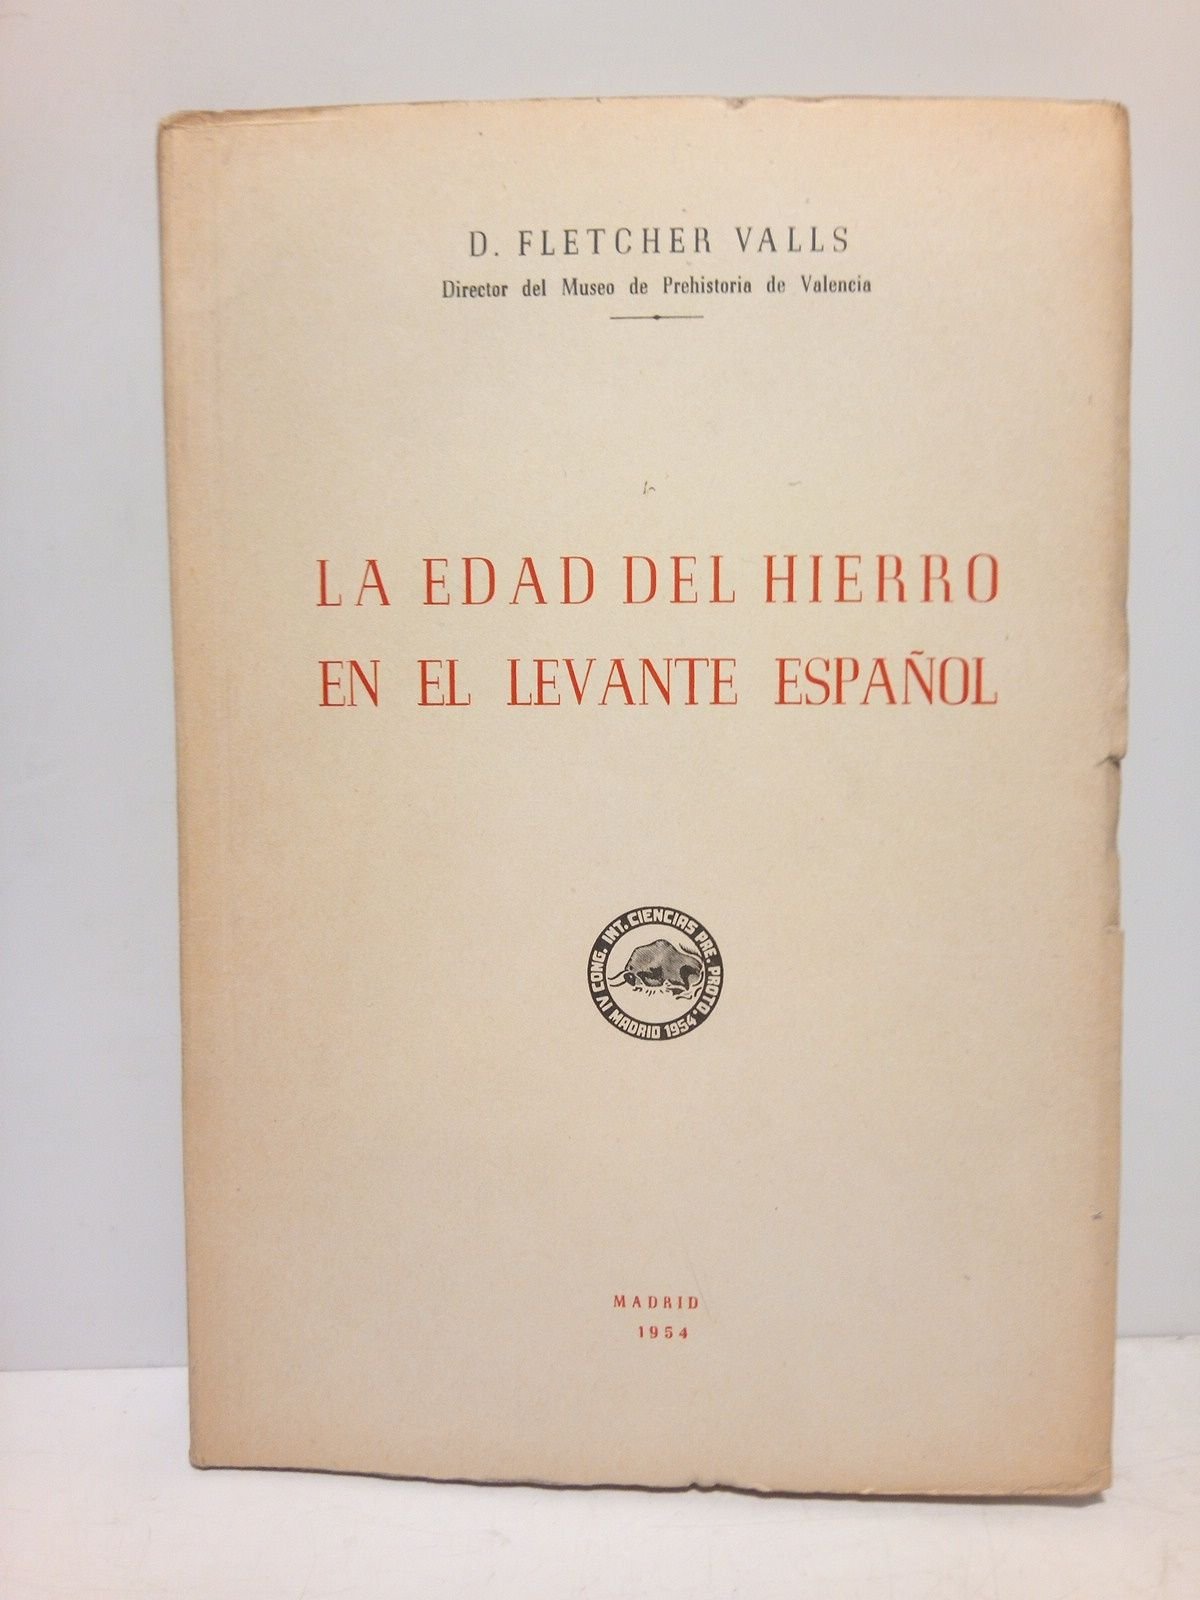 D. FLETCHER VALLS
Director del Museo de Prehistoria de Valencia
LA EDAD DEL HIERRO
EN EL LEVANTE ESPAÑOL
IV CONG. INT. CIENCIAS PRE. PROTO. MADRID 1954
MADRID
1954